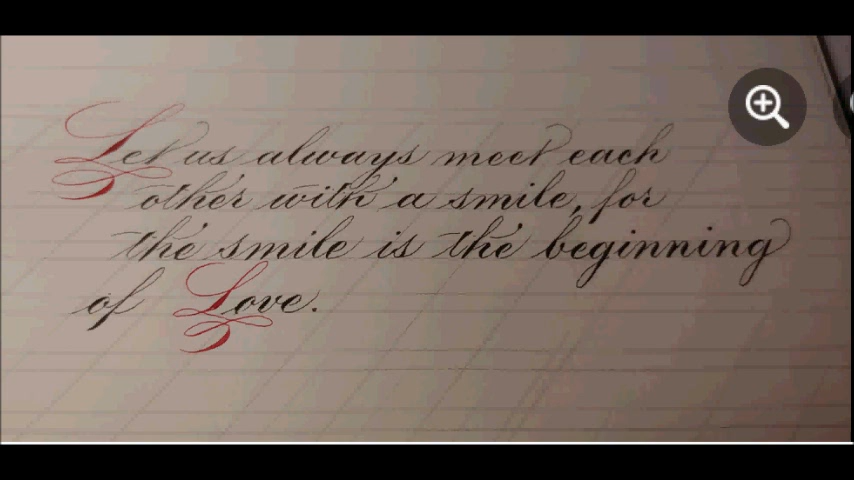 Let us always meet each
other with a smile, for
the smile is the beginning
of Love.